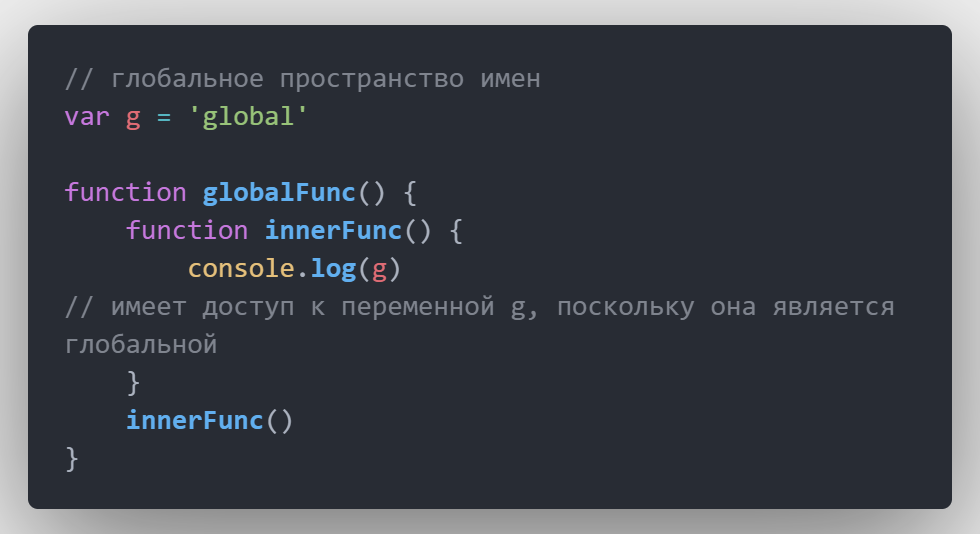 // глобальное пространство имен
var g = 'global'
function globalFunc() {
function innerFunc() {
console.log(g)
// имеет доступ к переменной g, поскольку она является
глобальной
}
innerFunc()
}